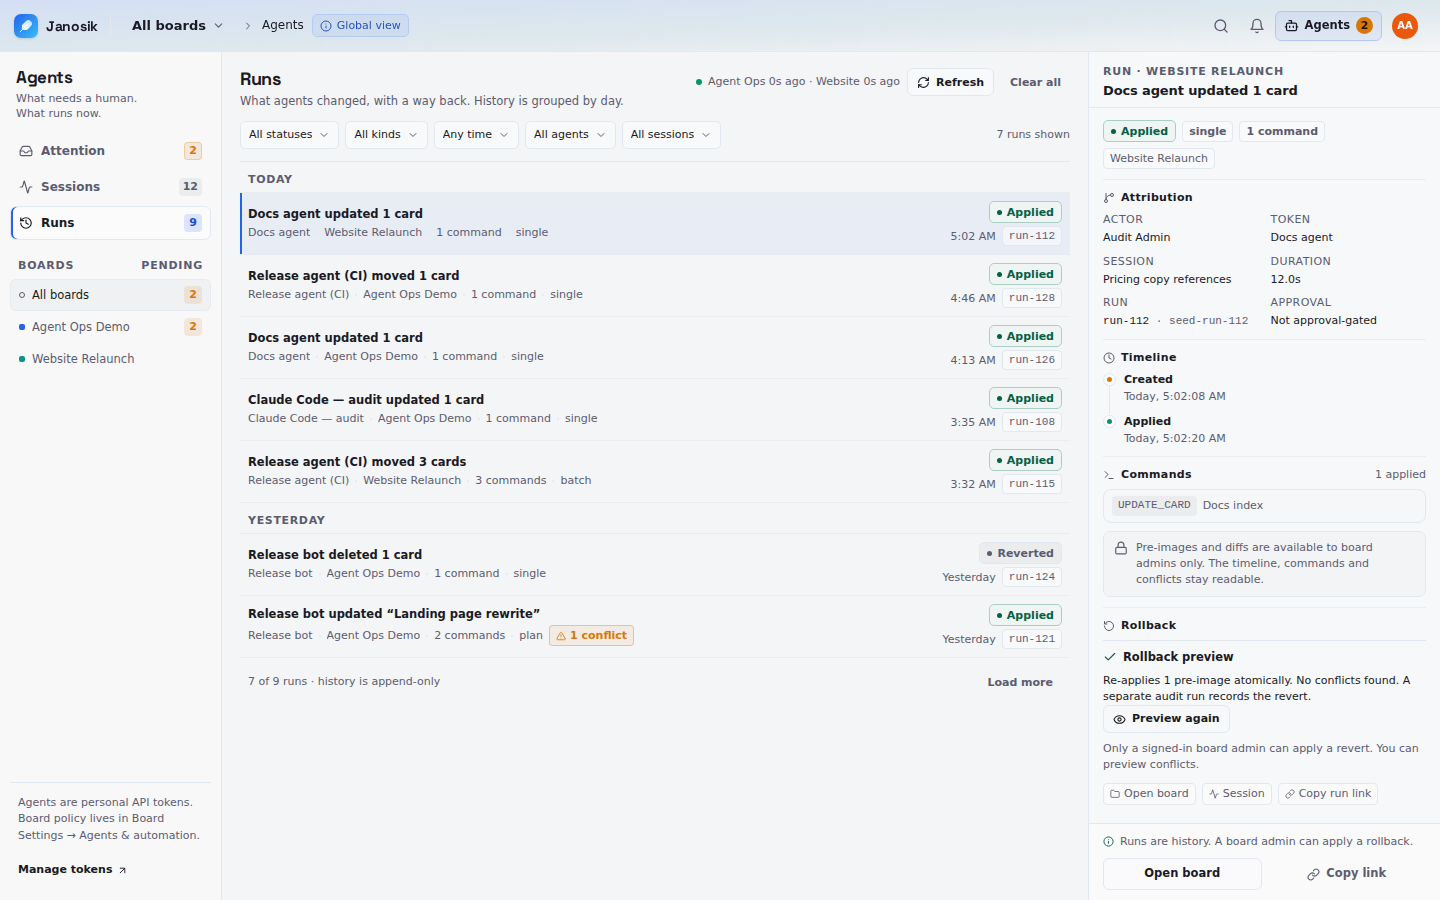 Janosik
All boards
Agents
Global view
Agents 2
AA
Agents
What needs a human.
What runs now.
Attention 2
Sessions 12
Runs 9
BOARDS PENDING
All boards 2
Agent Ops Demo 2
Website Relaunch
Agents are personal API tokens.
Board policy lives in Board
Settings → Agents & automation.
Manage tokens
Runs
What agents changed, with a way back. History is grouped by day.
Agent Ops 0s ago · Website 0s ago
Refresh
Clear all
All statuses
All kinds
Any time
All agents
All sessions
7 runs shown
TODAY
Docs agent updated 1 card
Applied
Docs agent · Website Relaunch · 1 command · single
5:02 AM run-112
Release agent (CI) moved 1 card
Applied
Release agent (CI) · Agent Ops Demo · 1 command · single
4:46 AM run-128
Docs agent updated 1 card
Applied
Docs agent · Agent Ops Demo · 1 command · single
4:13 AM run-126
Claude Code — audit updated 1 card
Applied
Claude Code — audit · Agent Ops Demo · 1 command · single
3:35 AM run-108
Release agent (CI) moved 3 cards
Applied
Release agent (CI) · Website Relaunch · 3 commands · batch
3:32 AM run-115
YESTERDAY
Release bot deleted 1 card
Reverted
Release bot · Agent Ops Demo · 1 command · single
Yesterday run-124
Release bot updated “Landing page rewrite”
Applied
Release bot · Agent Ops Demo · 2 commands · plan 1 conflict
Yesterday run-121
7 of 9 runs · history is append-only
Load more
RUN · WEBSITE RELAUNCH
Docs agent updated 1 card
Applied single 1 command
Website Relaunch
Attribution
ACTOR TOKEN
Audit Admin Docs agent
SESSION DURATION
Pricing copy references 12.0s
RUN APPROVAL
run-112 · seed-run-112 Not approval-gated
Timeline
Created
Today, 5:02:08 AM
Applied
Today, 5:02:20 AM
Commands 1 applied
UPDATE_CARD Docs index
Pre-images and diffs are available to board
admins only. The timeline, commands and
conflicts stay readable.
Rollback
Rollback preview
Re-applies 1 pre-image atomically. No conflicts found. A
separate audit run records the revert.
Preview again
Only a signed-in board admin can apply a revert. You can
preview conflicts.
Open board Session Copy run link
Runs are history. A board admin can apply a rollback.
Open board Copy link